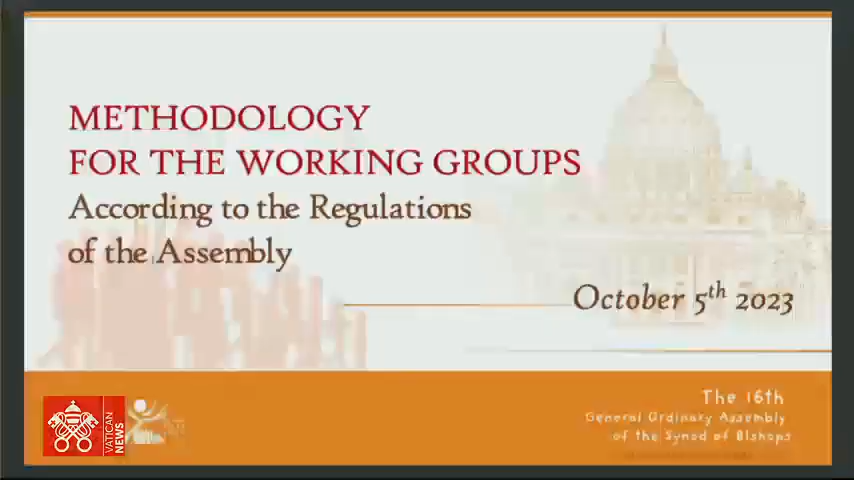 METHODOLOGY
FOR THE WORKING GROUPS
According to the Regulations
of the Assembly
October 5th 2023
The 16th
General Ordinary Assembly
of the Synod of Bishops
VATICAN
NEWS